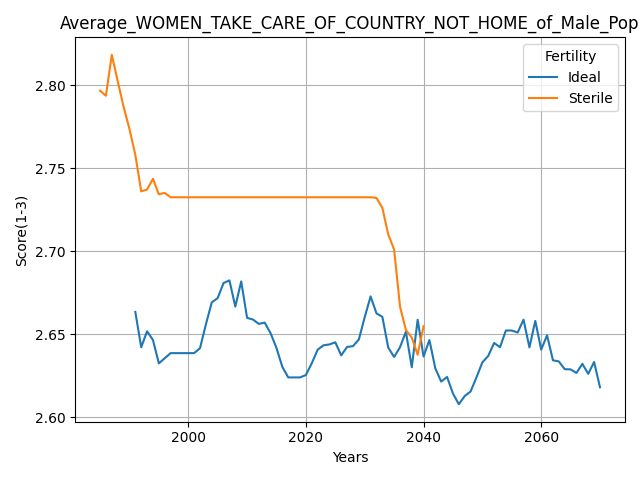 Average_WOMEN_TAKE_CARE_OF_COUNTRY_NOT_HOME_of_Male_Pop
Fertility
Ideal
Sterile
2.80
2.75
2.70
2.65
2.60
Score(1-3)
2000
2020
2040
2060
Years